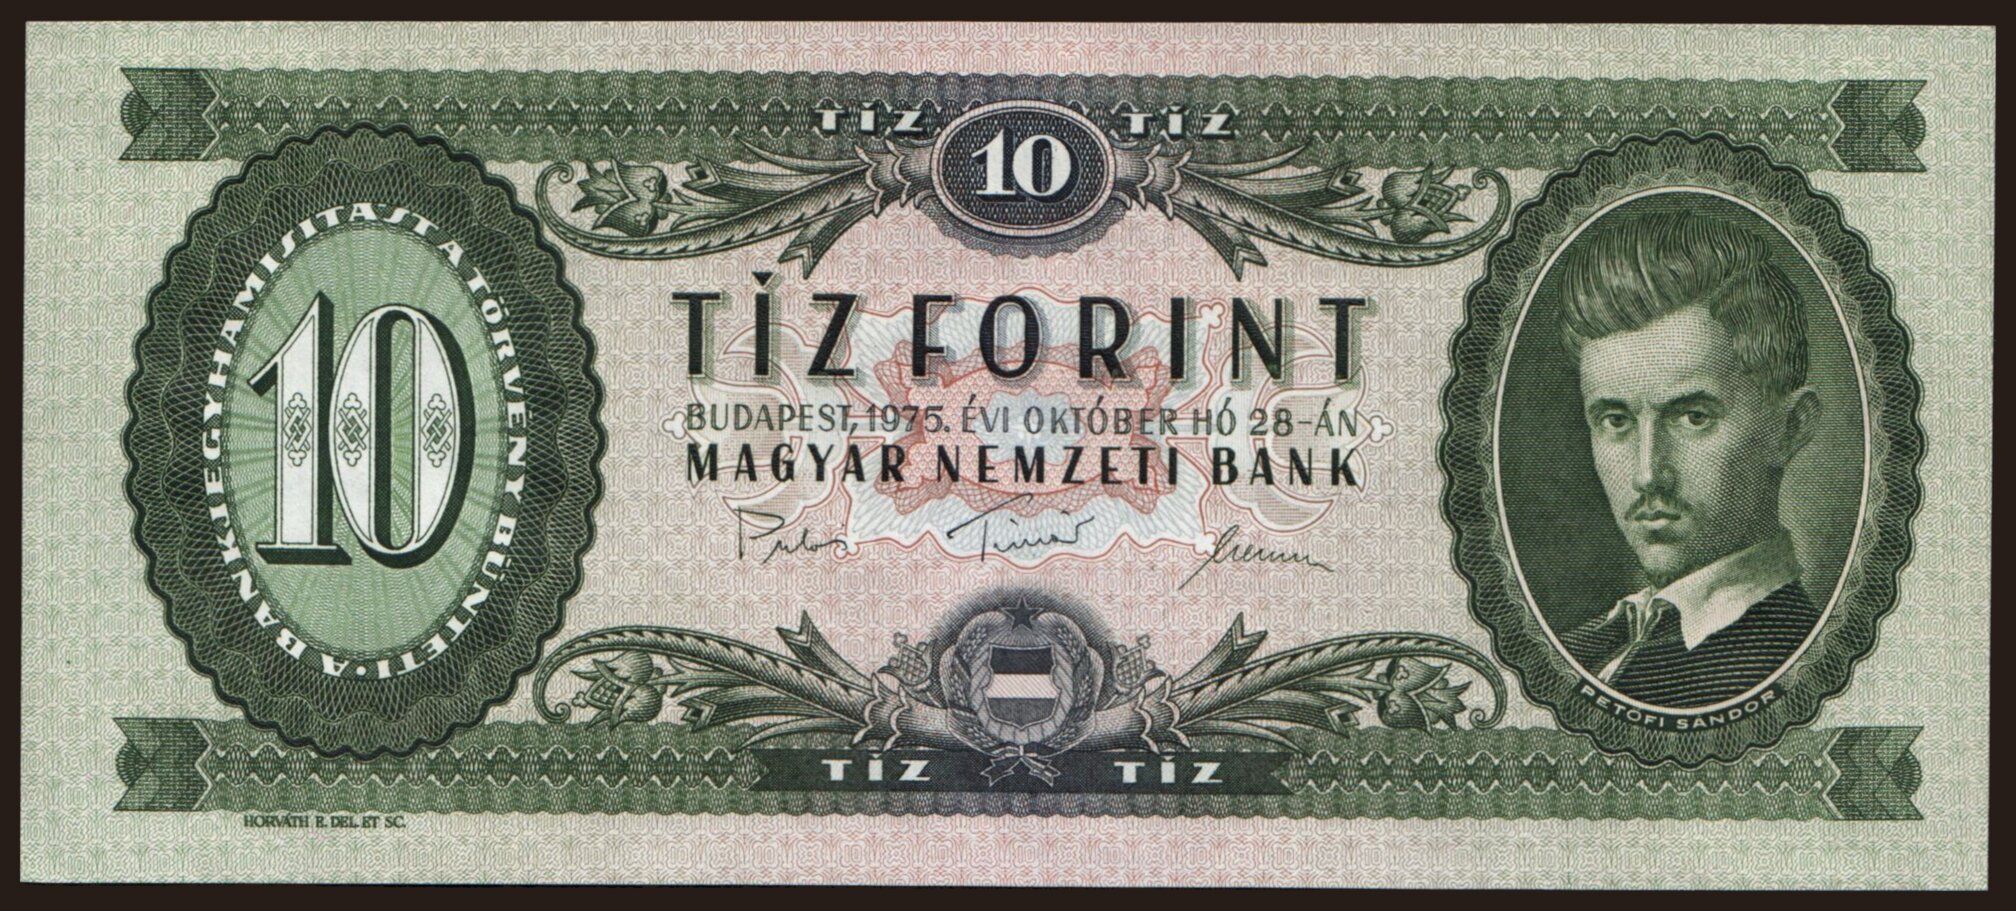 TÍZ 10 TÍZ
A BANKJEGYHAMISÍTÁST A TÖRVÉNY BÜNTETI •
10
TÍZ FORINT
BUDAPEST, 1975. ÉVI OKTÓBER HÓ 28-ÁN
MAGYAR NEMZETI BANK
PETŐFI SÁNDOR
TÍZ TÍZ
HORVÁTH E. DEL. ET SC.